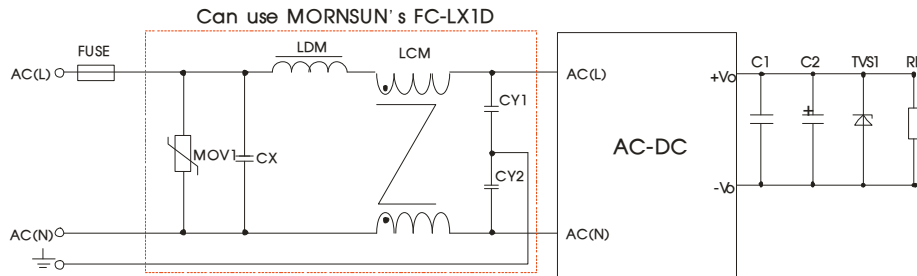 Can use MORNSUN's FC-LX1D
FUSE
LDM
LCM
AC(L)
AC(L)
CY1
MOV1
CX
CY2
AC(N)
AC(N)
AC-DC
+Vo
-Vo
C1
C2
+
TVS1